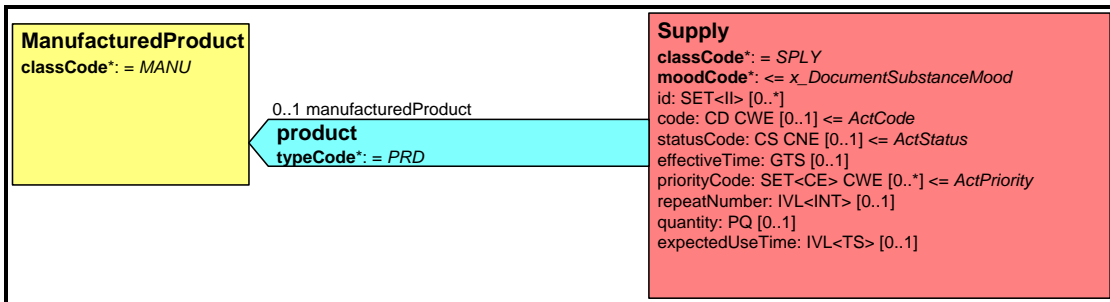 ManufacturedProduct
classCode*: = MANU
0..1 manufacturedProduct
product
typeCode*: = PRD
Supply
classCode*: = SPLY
moodCode*: <= x_DocumentSubstanceMood
id: SET<II> [0..*]
code: CD CWE [0..1] <= ActCode
statusCode: CS CNE [0..1] <= ActStatus
effectiveTime: GTS [0..1]
priorityCode: SET<CE> CWE [0..*] <= ActPriority
repeatNumber: IVL<INT> [0..1]
quantity: PQ [0..1]
expectedUseTime: IVL<TS> [0..1]